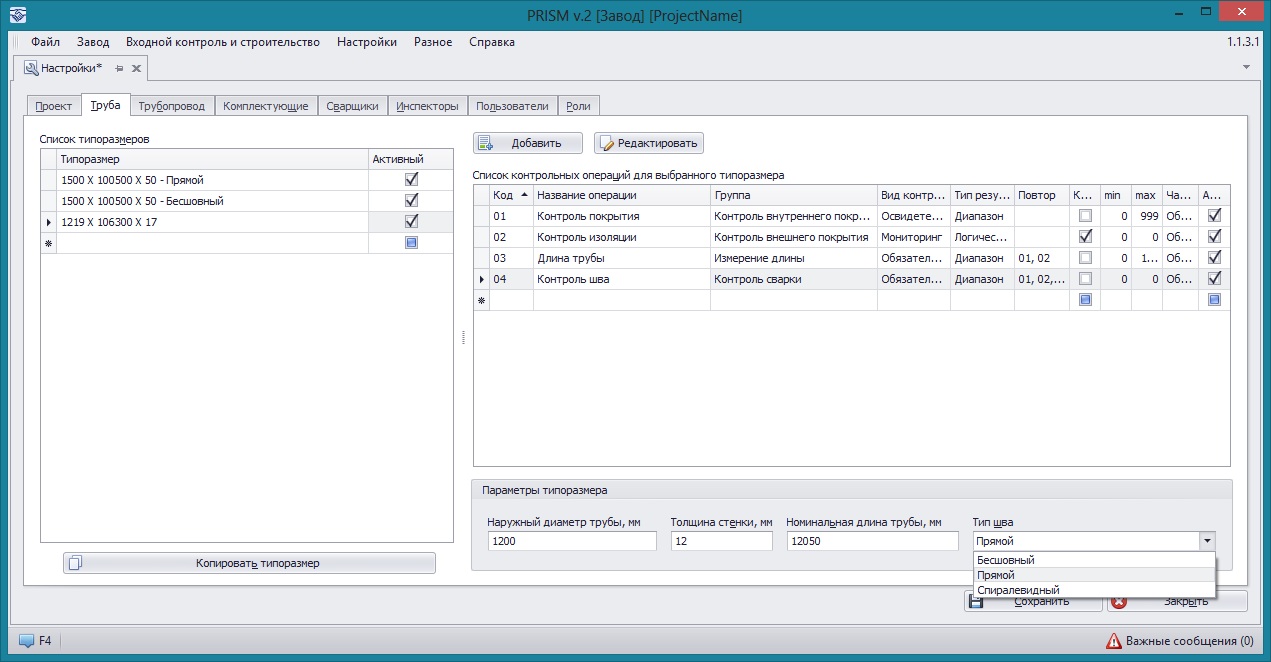 PRISM v.2 [Завод] [ProjectName]
Файл Завод Входной контроль и строительство Настройки Разное Справка 1.1.3.1
Настройки*
Проект Труба Трубопровод Комплектующие Сварщики Инспекторы Пользователи Роли
Список типоразмеров
Типоразмер Активный
1500 X 100500 X 50 - Прямой
1500 X 100500 X 50 - Бесшовный
1219 X 106300 X 17
Копировать типоразмер
Добавить Редактировать
Список контрольных операций для выбранного типоразмера
Код Название операции Группа Вид контр... Тип резу... Повтор К... min max Ча... А...
01 Контроль покрытия Контроль внутреннего покр... Освидете... Диапазон 0 999 Об...
02 Контроль изоляции Контроль внешнего покрытия Мониторинг Логичес... 0 0 Об...
03 Длина трубы Измерение длины Обязател... Диапазон 01, 02 0 1... Об...
04 Контроль шва Контроль сварки Обязател... Диапазон 01, 02,... 0 0 Об...
Параметры типоразмера
Наружный диаметр трубы, мм Толщина стенки, мм Номинальная длина трубы, мм Тип шва
1200 12 12050 Прямой
Бесшовный
Прямой
Спиралевидный
Сохранить Закрыть
F4 Важные сообщения (0)